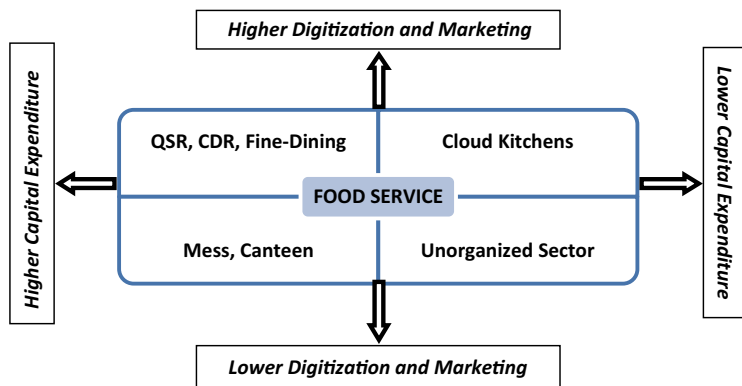 Higher Digitization and Marketing
Higher Capital Expenditure
QSR, CDR, Fine-Dining
Cloud Kitchens
FOOD SERVICE
Mess, Canteen
Unorganized Sector
Lower Capital Expenditure
Lower Digitization and Marketing